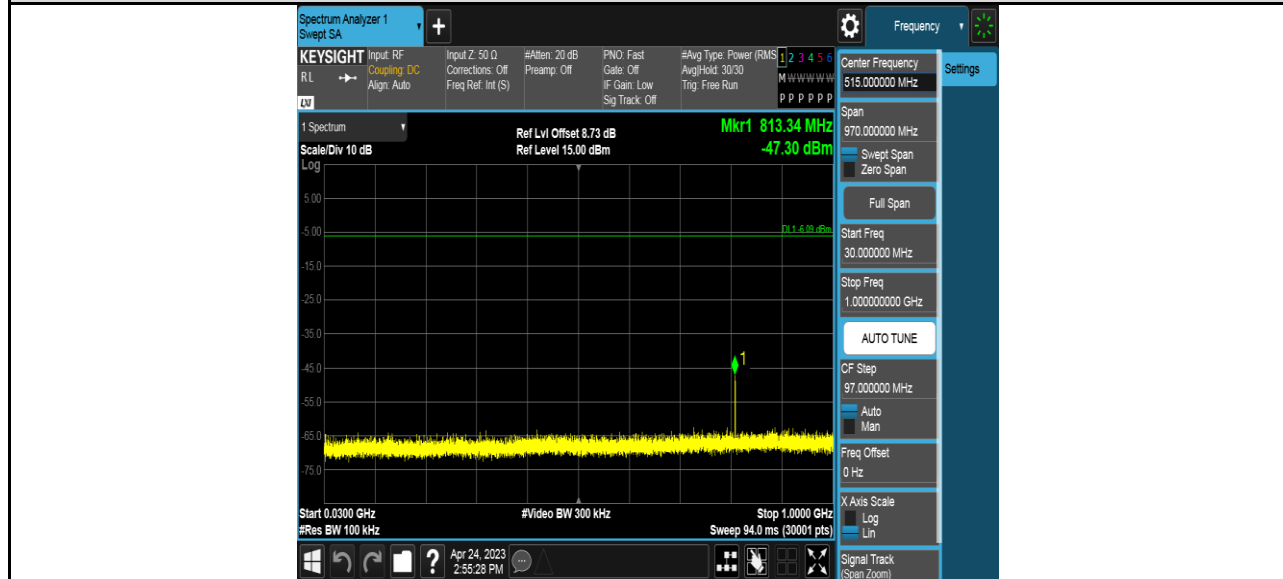 Spectrum Analyzer 1
Swept SA
+
Frequency
KEYSIGHT
RL
LXI
Input: RF
Coupling: DC
Align: Auto
Input Z: 50 Ω
Corrections: Off
Freq Ref: Int (S)
#Atten: 20 dB
Preamp: Off
PNO: Fast
Gate: Off
IF Gain: Low
Sig Track: Off
#Avg Type: Power (RMS
Avg|Hold: 30/30
Trig: Free Run
1 2 3 4 5 6
M W W W W W
P P P P P P
1 Spectrum
Scale/Div 10 dB
Log
Ref Lvl Offset 8.73 dB
Ref Level 15.00 dBm
Mkr1 813.34 MHz
-47.30 dBm
5.00
-5.00
DL1 -6.09 dBm
-15.0
-25.0
-35.0
-45.0
1
-55.0
-65.0
-75.0
Start 0.0300 GHz
#Res BW 100 kHz
#Video BW 300 kHz
Stop 1.0000 GHz
Sweep 94.0 ms (30001 pts)
?
Apr 24, 2023
2:55:28 PM
Center Frequency
515.000000 MHz
Settings
Span
970.000000 MHz
Swept Span
Zero Span
Full Span
Start Freq
30.000000 MHz
Stop Freq
1.000000000 GHz
AUTO TUNE
CF Step
97.000000 MHz
Auto
Man
Freq Offset
0 Hz
X Axis Scale
Log
Lin
Signal Track
(Span Zoom)